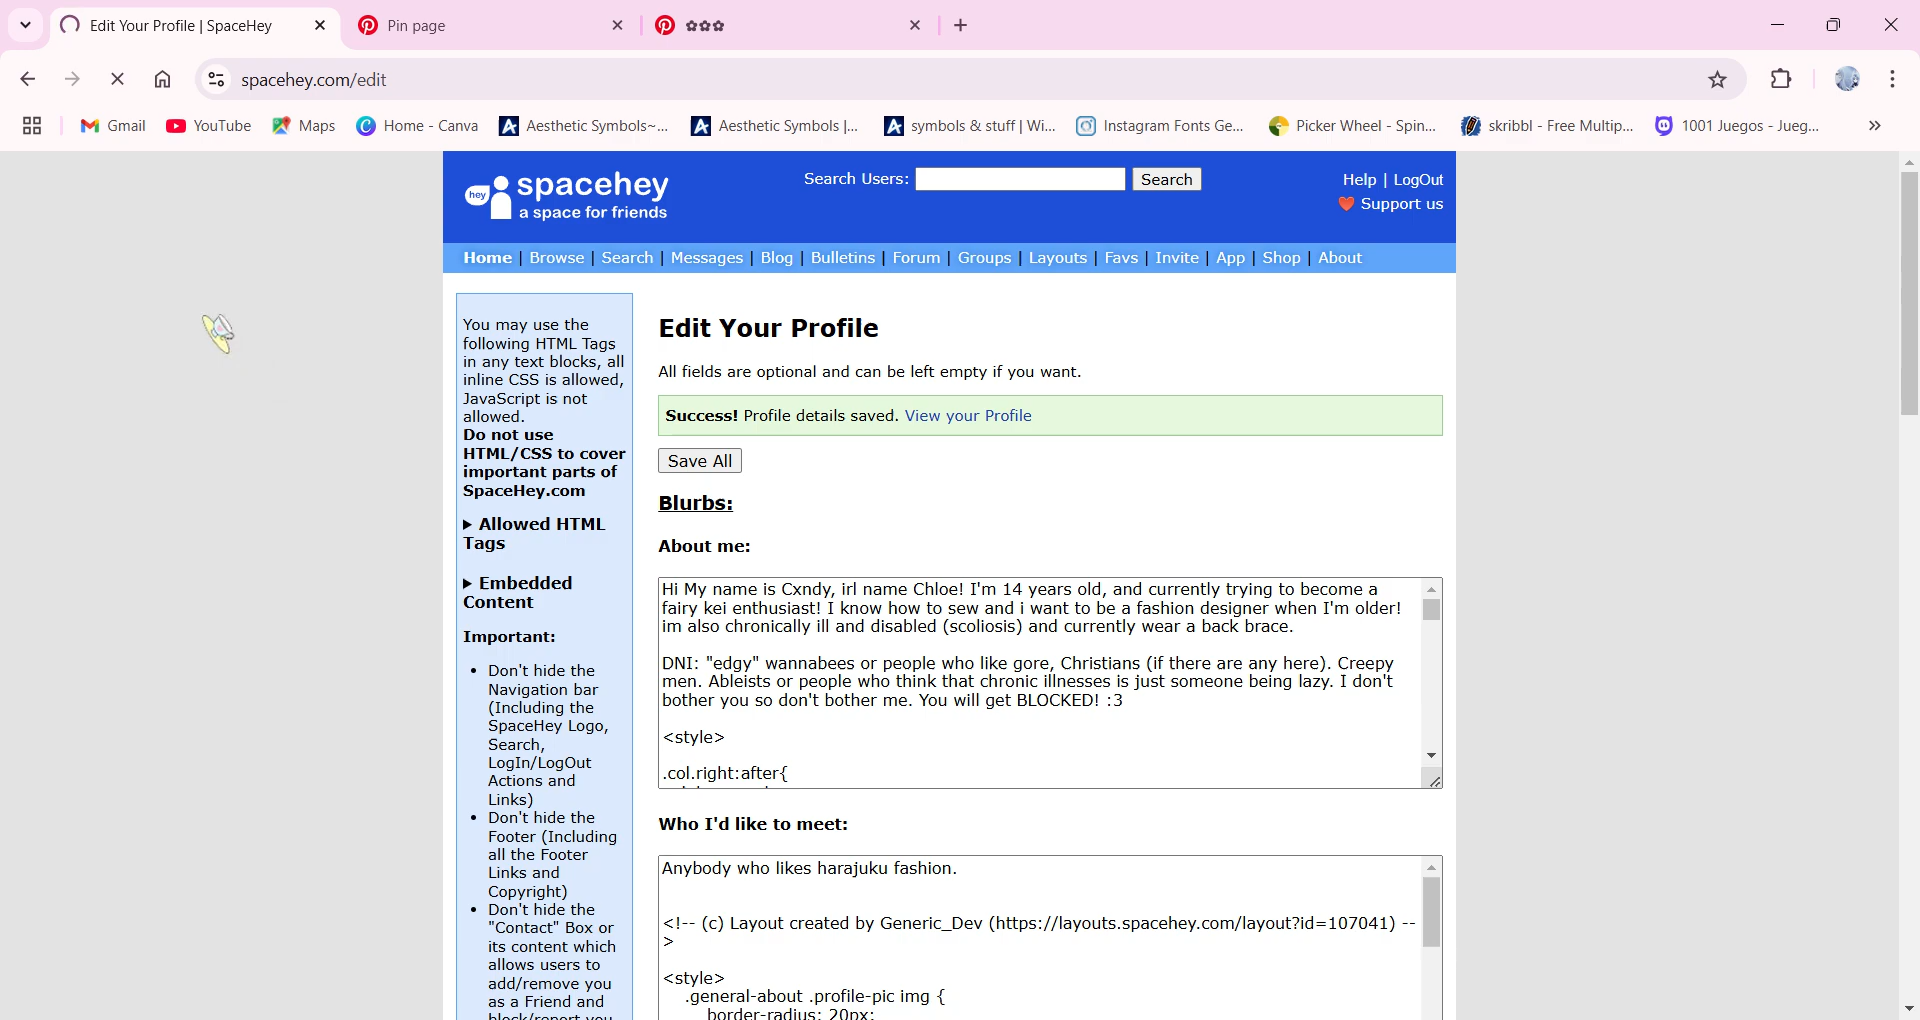 Edit Your Profile | SpaceHey
Pin page
✿✿✿
spacehey.com/edit
Gmail
YouTube
Maps
Home - Canva
Aesthetic Symbols~...
Aesthetic Symbols |...
symbols & stuff | Wi...
Instagram Fonts Ge...
Picker Wheel - Spin...
skribbl - Free Multip...
1001 Juegos - Jueg...
hey
spacehey
a space for friends
Search Users:
Search
Help | LogOut
Support us
Home | Browse | Search | Messages | Blog | Bulletins | Forum | Groups | Layouts | Favs | Invite | App | Shop | About
You may use the
following HTML Tags
in any text blocks, all
inline CSS is allowed,
JavaScript is not
allowed.
Do not use
HTML/CSS to cover
important parts of
SpaceHey.com
Allowed HTML
Tags
Embedded
Content
Important:
• Don't hide the
Navigation bar
(Including the
SpaceHey Logo,
Search,
LogIn/LogOut
Actions and
Links)
• Don't hide the
Footer (Including
all the Footer
Links and
Copyright)
• Don't hide the
"Contact" Box or
its content which
allows users to
add/remove you
as a Friend and
block/report you
Edit Your Profile
All fields are optional and can be left empty if you want.
Success! Profile details saved. View your Profile
Save All
Blurbs:
About me:
Hi My name is Cxndy, irl name Chloe! I'm 14 years old, and currently trying to become a
fairy kei enthusiast! I know how to sew and i want to be a fashion designer when I'm older!
im also chronically ill and disabled (scoliosis) and currently wear a back brace.
DNI: "edgy" wannabees or people who like gore, Christians (if there are any here). Creepy
men. Ableists or people who think that chronic illnesses is just someone being lazy. I don't
bother you so don't bother me. You will get BLOCKED! :3
<style>
.col.right:after{
Who I'd like to meet:
Anybody who likes harajuku fashion.
<!-- (c) Layout created by Generic_Dev (https://layouts.spacehey.com/layout?id=107041) --
>
<style>
.general-about .profile-pic img {
border-radius: 20px;